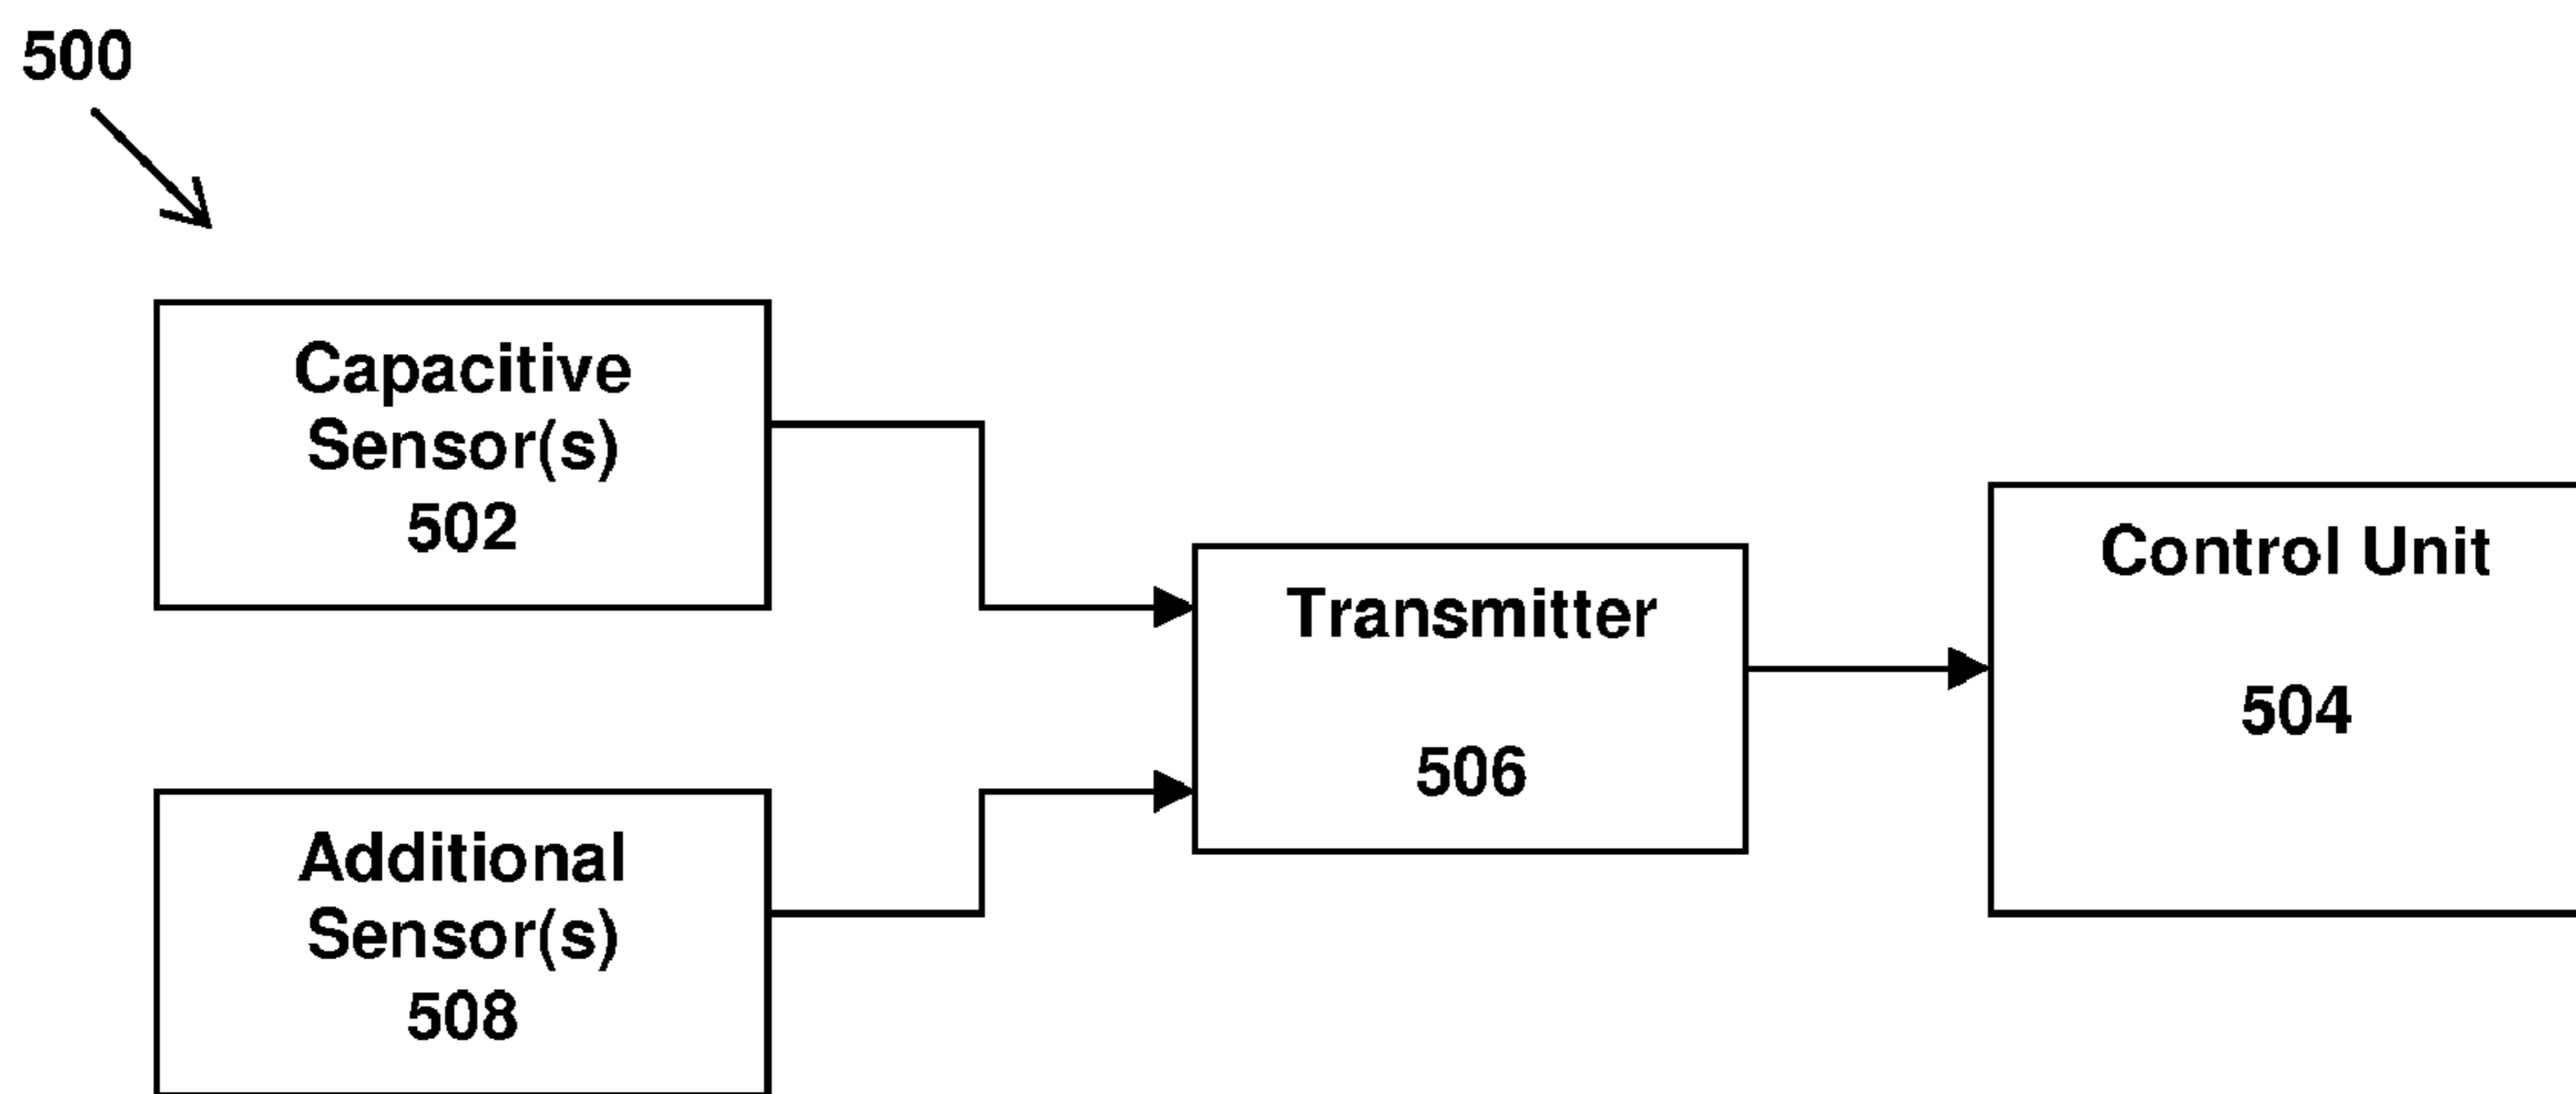 500
Capacitive
Sensor(s)
502
Additional
Sensor(s)
508
Transmitter
506
Control Unit
504